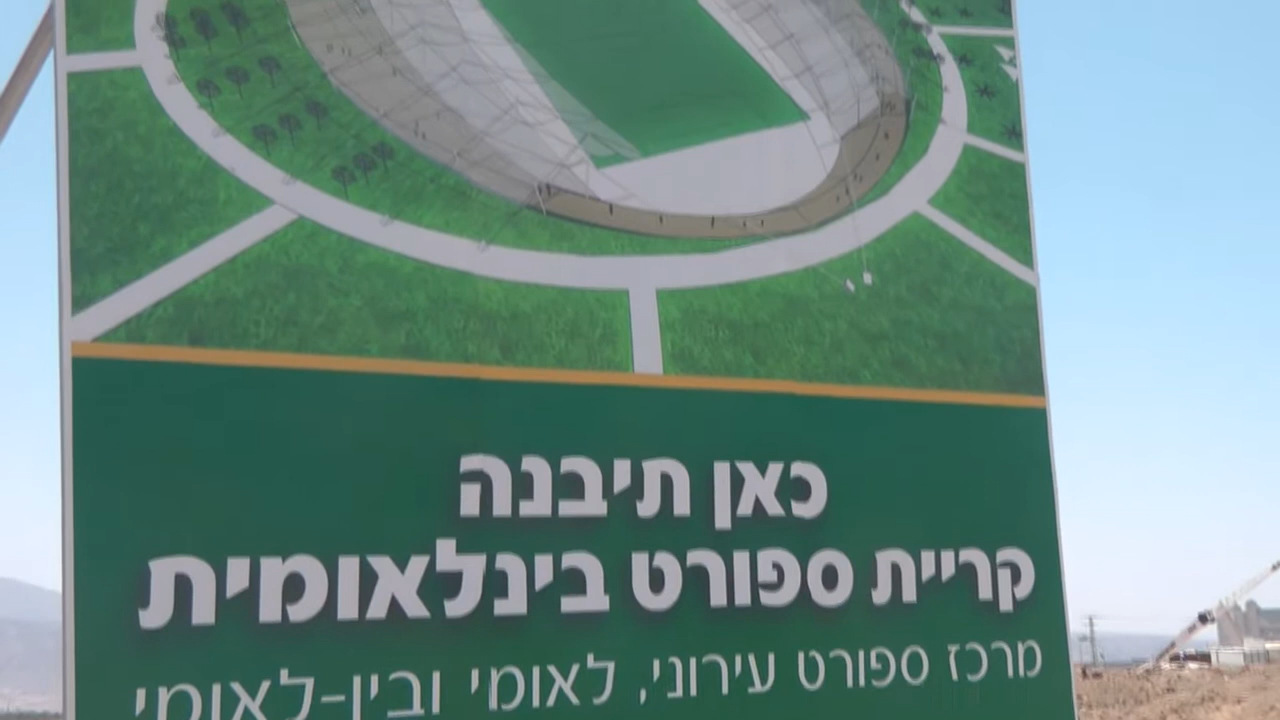 כאן תיבנה
קריית ספורט בינלאומית
מרכז ספורט עירוני, לאומי ובין-לאומי